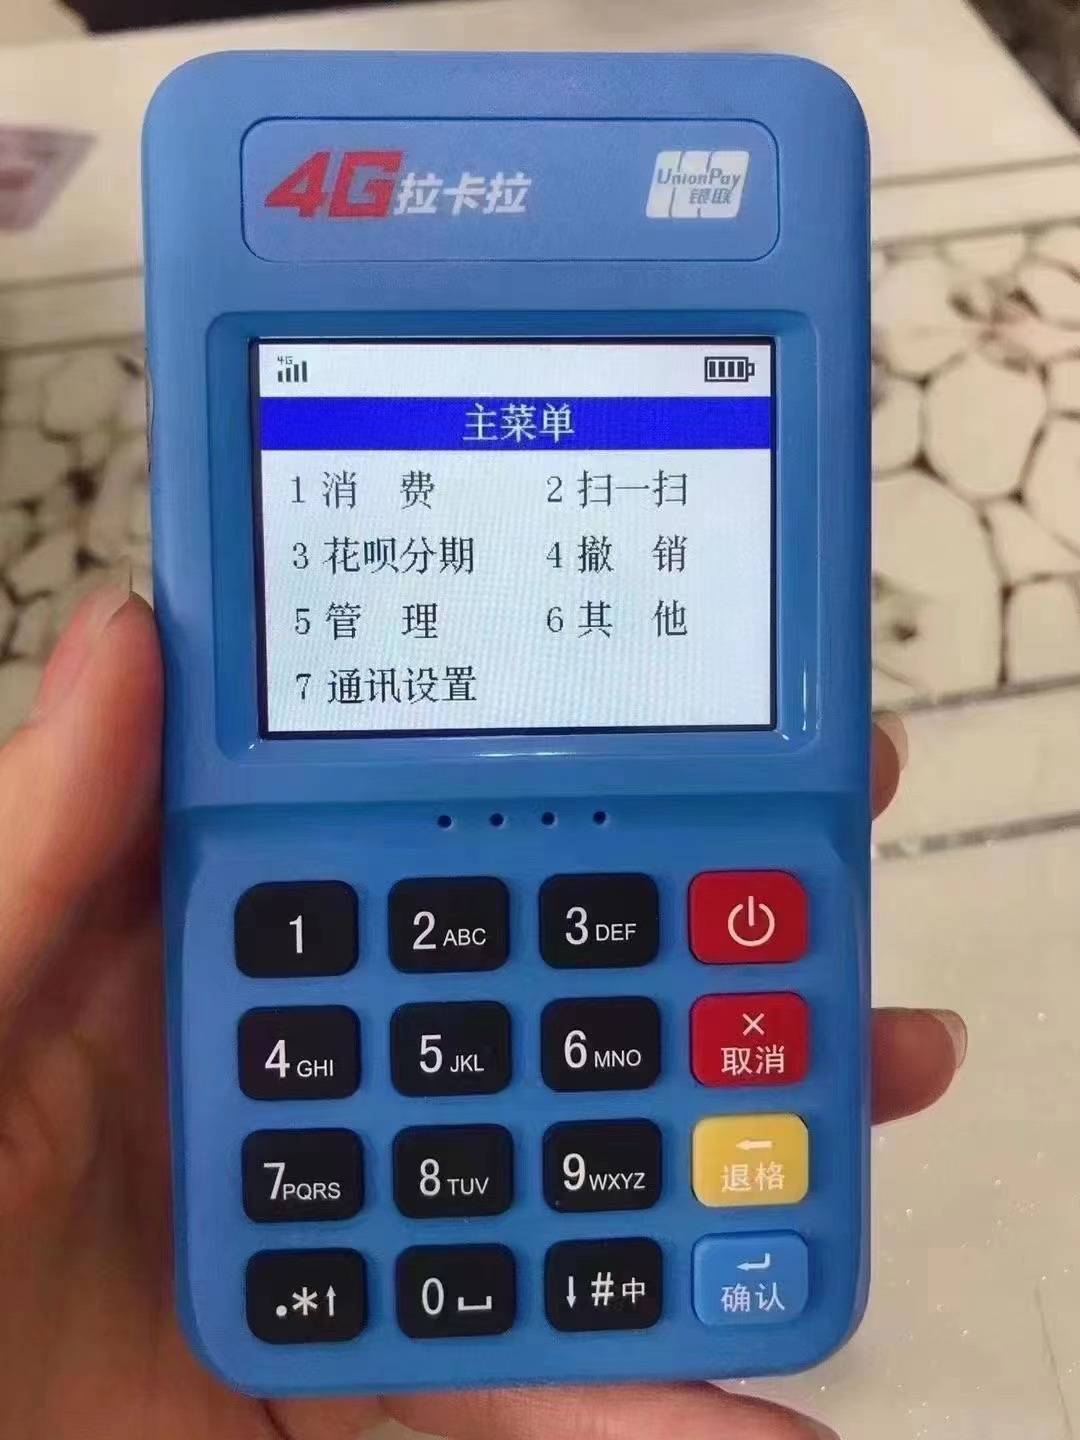 4G拉卡拉
UnionPay
银联
4G
主菜单
1 消 费 2 扫一扫
3 花呗分期 4 撤 销
5 管 理 6 其 他
7 通讯设置
1 2 ABC 3 DEF
4 GHI 5 JKL 6 MNO × 取消
7 PQRS 8 TUV 9 WXYZ ← 退格
.*↑ 0 ⎵ ↓#中 ↵ 确认